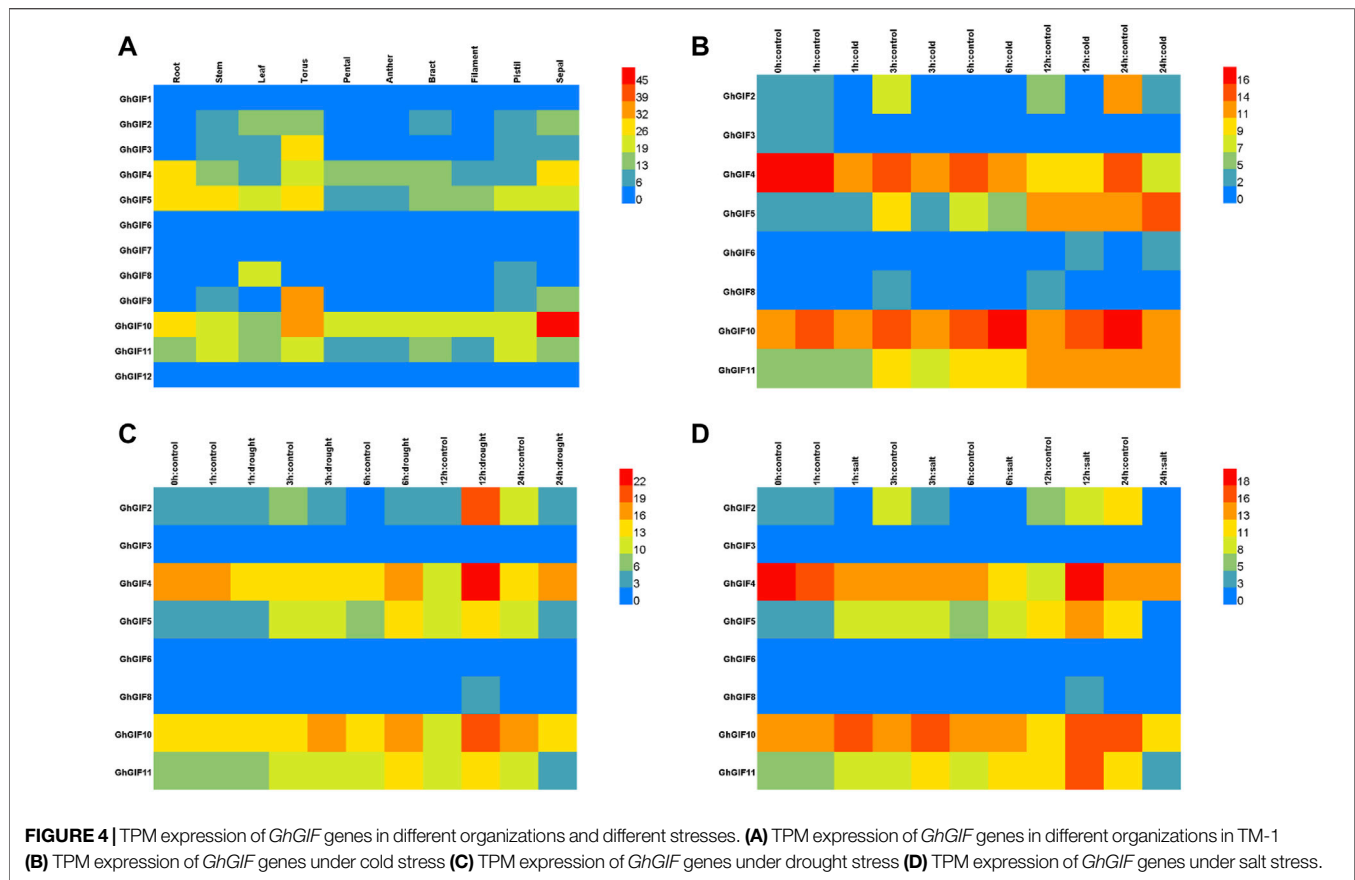 A
Root Stem Leaf Torus Pental Anther Bract Filament Pistil Sepal
GhGIF1
GhGIF2
GhGIF3
GhGIF4
GhGIF5
GhGIF6
GhGIF7
GhGIF8
GhGIF9
GhGIF10
GhGIF11
GhGIF12
45
39
32
26
19
13
6
0
B
0h:control 1h:control 1h:cold 3h:control 3h:cold 6h:control 6h:cold 12h:control 12h:cold 24h:control 24h:cold
GhGIF2
GhGIF3
GhGIF4
GhGIF5
GhGIF6
GhGIF8
GhGIF10
GhGIF11
16
14
11
9
7
5
2
0
C
0h:control 1h:control 1h:drought 3h:control 3h:drought 6h:control 6h:drought 12h:control 12h:drought 24h:control 24h:drought
GhGIF2
GhGIF3
GhGIF4
GhGIF5
GhGIF6
GhGIF8
GhGIF10
GhGIF11
22
19
16
13
10
6
3
0
D
0h:control 1h:control 1h:salt 3h:control 3h:salt 6h:control 6h:salt 12h:control 12h:salt 24h:control 24h:salt
GhGIF2
GhGIF3
GhGIF4
GhGIF5
GhGIF6
GhGIF8
GhGIF10
GhGIF11
18
16
13
11
8
5
3
0
FIGURE 4 | TPM expression of GhGIF genes in different organizations and different stresses. (A) TPM expression of GhGIF genes in different organizations in TM-1
(B) TPM expression of GhGIF genes under cold stress (C) TPM expression of GhGIF genes under drought stress (D) TPM expression of GhGIF genes under salt stress.